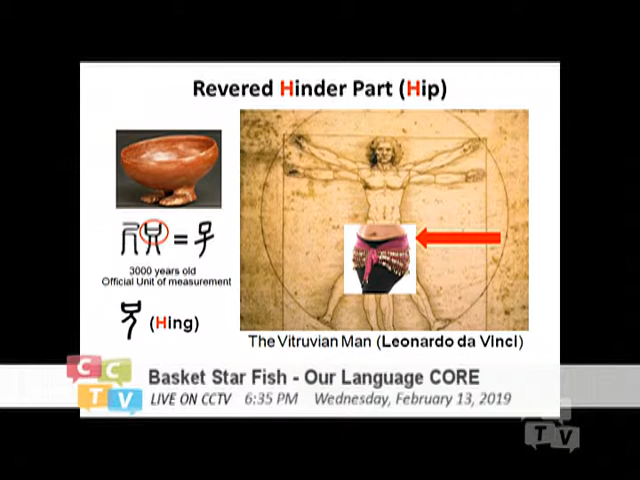 Revered Hinder Part (Hip)
=
3000 years old
Official Unit of measurement
(Hing)
The Vitruvian Man (Leonardo da VIncI)
CCTV
Basket Star Fish - Our Language CORE
LIVE ON CCTV 6:35 PM Wednesday, February 13, 2019
TV